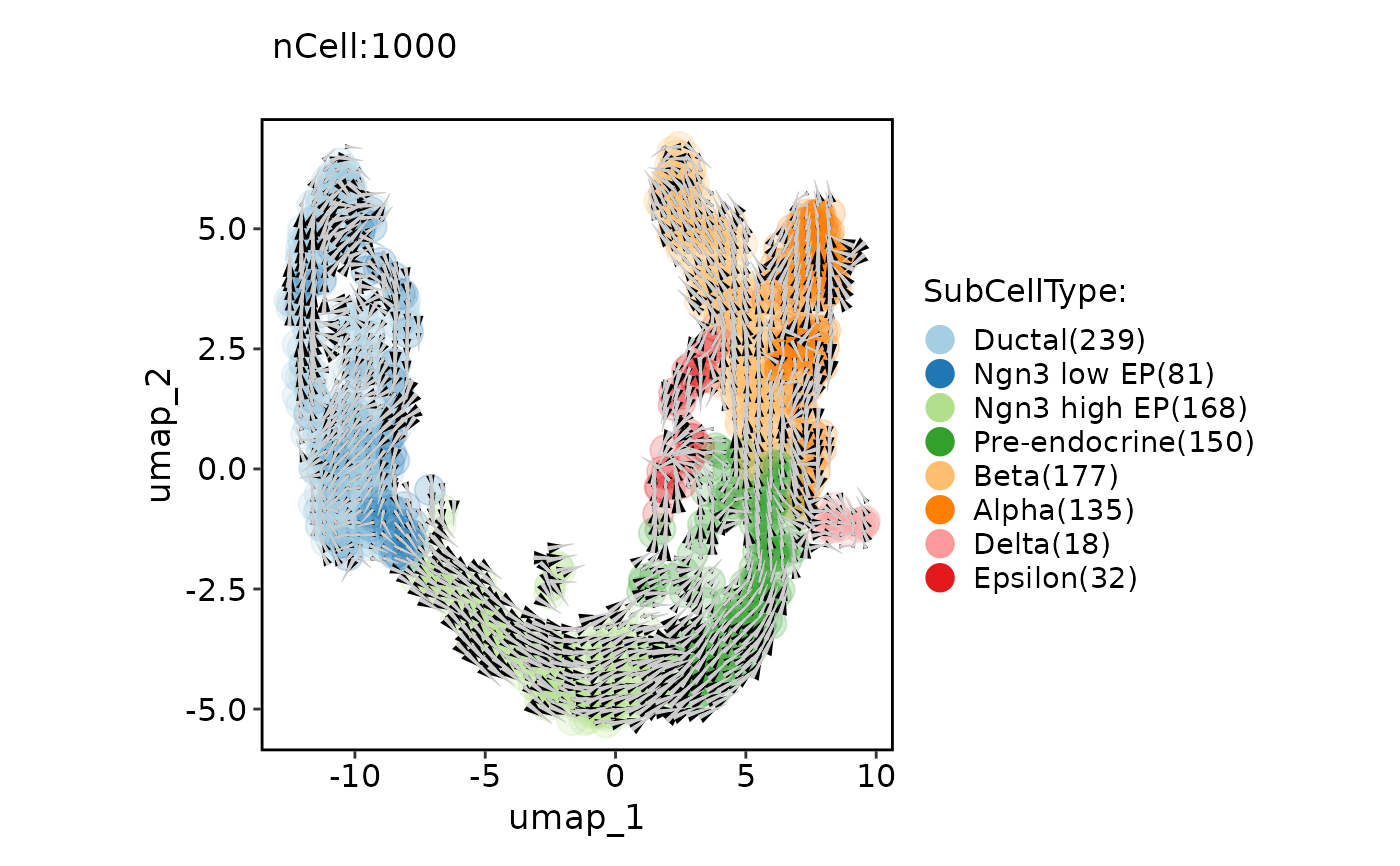 nCell:1000
umap_2
5.0
2.5
0.0
-2.5
-5.0
-10
-5
0
5
10
umap_1
SubCellType:
Ductal(239)
Ngn3 low EP(81)
Ngn3 high EP(168)
Pre-endocrine(150)
Beta(177)
Alpha(135)
Delta(18)
Epsilon(32)